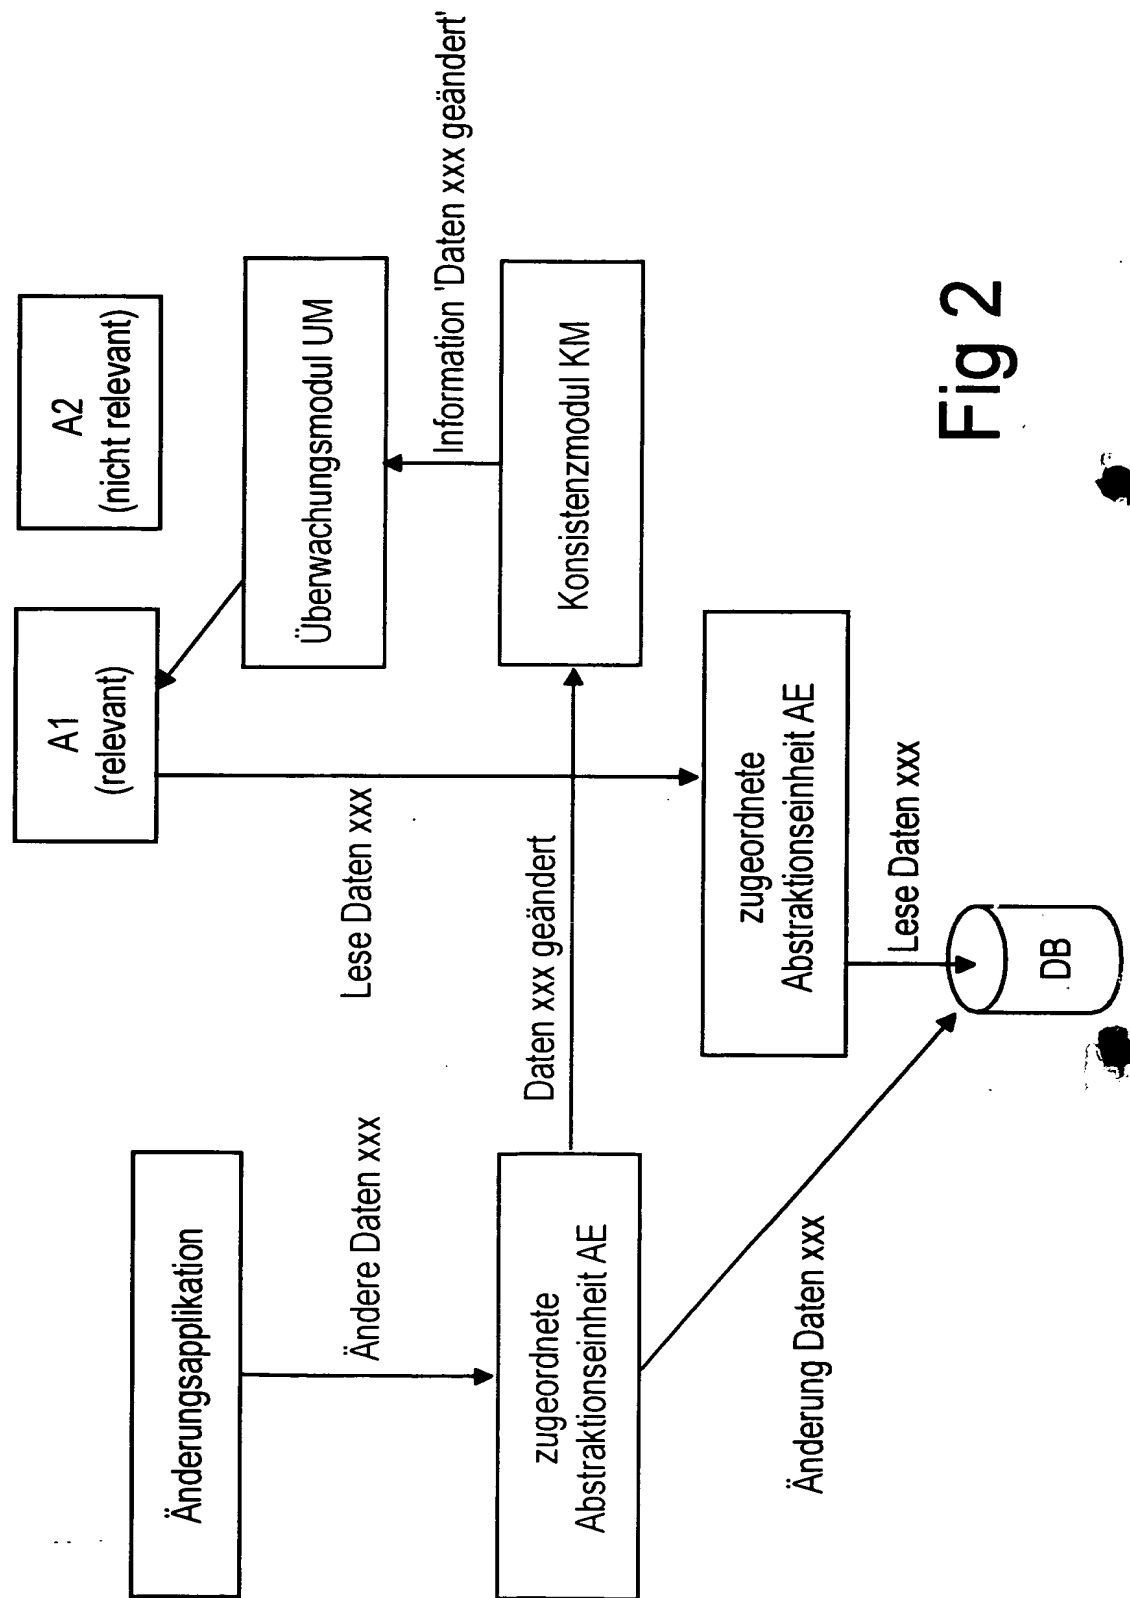 Änderungsapplikation
Ändere Daten xxx
zugeordnete
Abstraktionseinheit AE
Änderung Daten xxx
Daten xxx geändert
A1
(relevant)
Lese Daten xxx
zugeordnete
Abstraktionseinheit AE
Lese Daten xxx
DB
A2
(nicht relevant)
Überwachungsmodul UM
Information 'Daten xxx geändert'
Konsistenzmodul KM
Fig 2